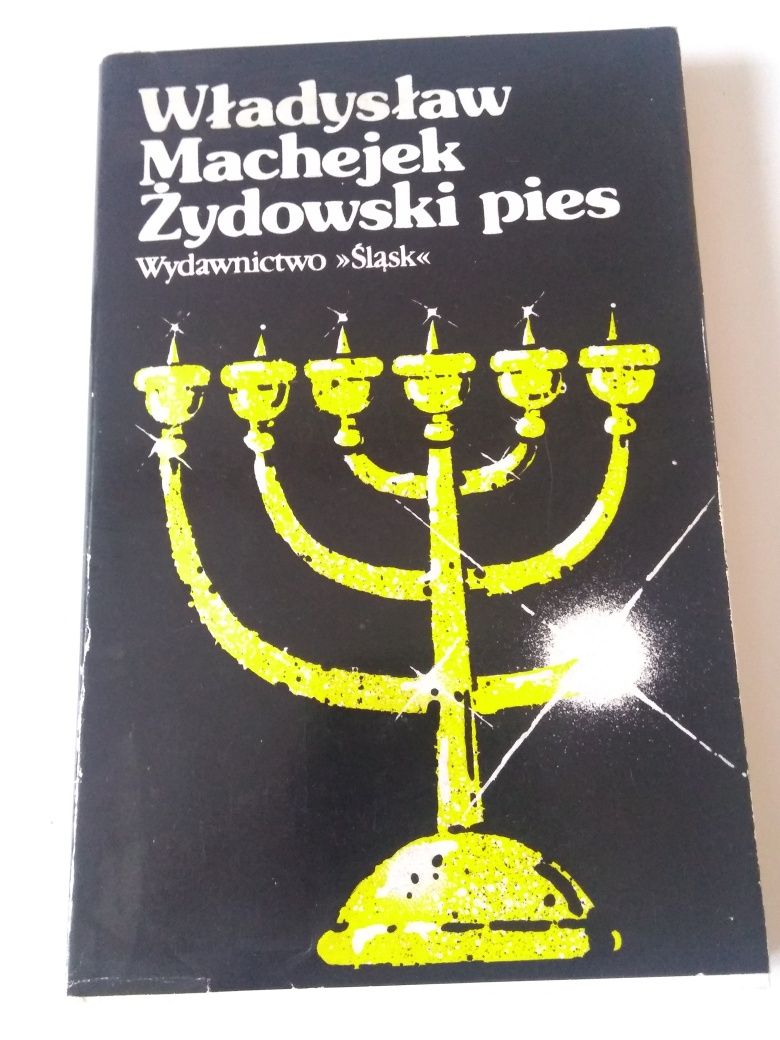 Władysław
Machejek
Żydowski pies
Wydawnictwo »Śląsk«